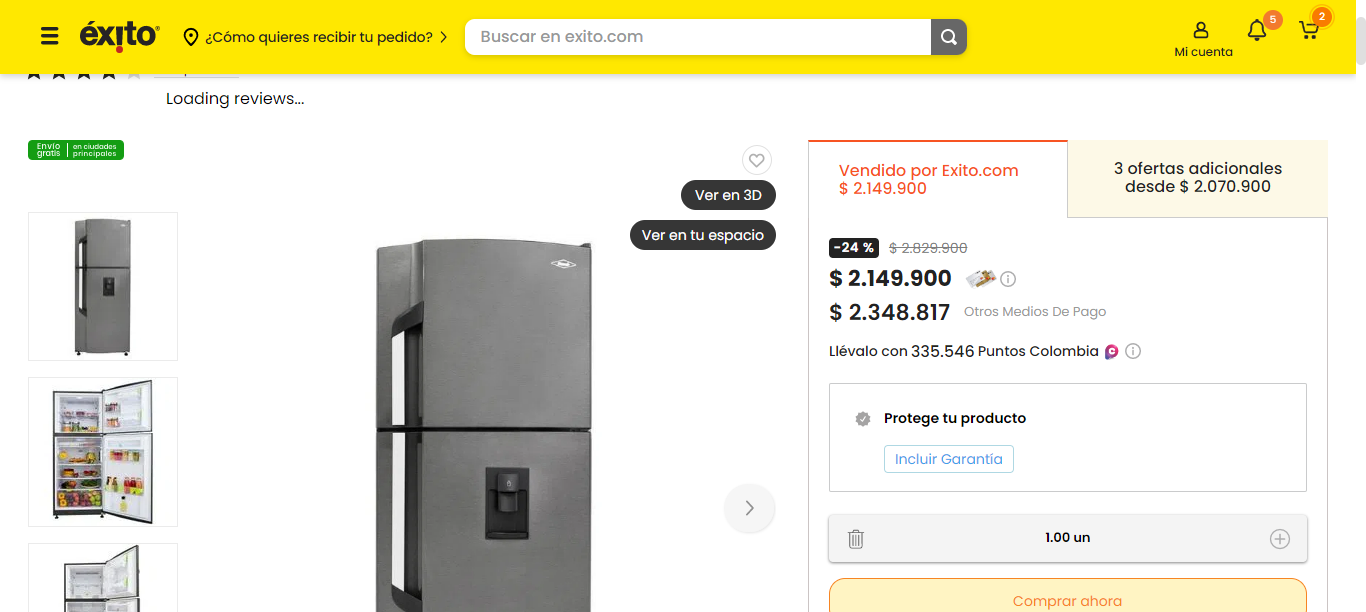 éxito
¿Cómo quieres recibir tu pedido?
Buscar en exito.com
Mi cuenta
5
2
Loading reviews...
Envío gratis
en ciudades principales
Ver en 3D
Ver en tu espacio
Vendido por Exito.com
$ 2.149.900
3 ofertas adicionales
desde $ 2.070.900
-24 % $ 2.829.900
$ 2.149.900
$ 2.348.817 Otros Medios De Pago
Llévalo con 335.546 Puntos Colombia
Protege tu producto
Incluir Garantía
1.00 un
Comprar ahora